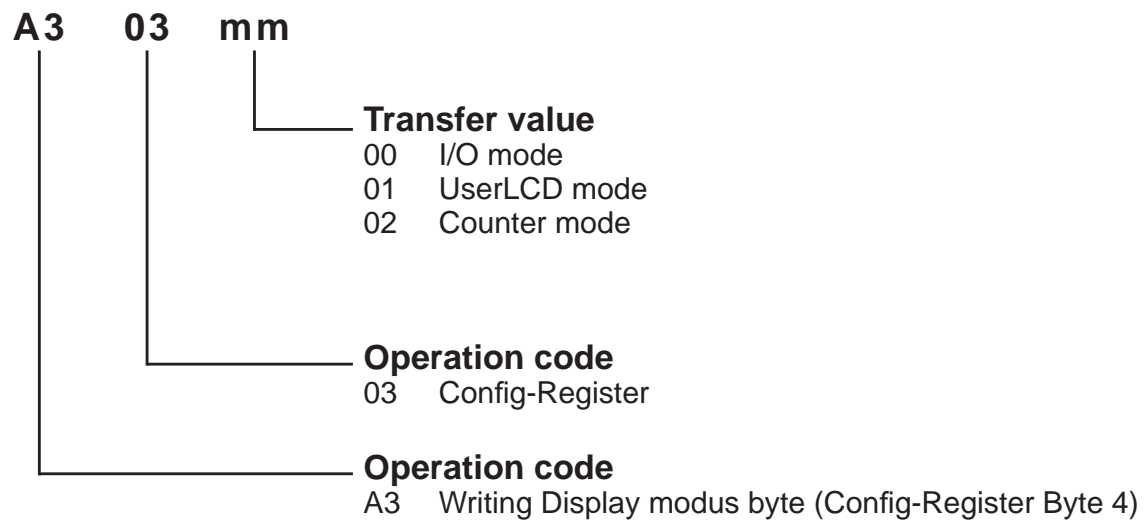 A3 03 mm
Transfer value
00 I/O mode
01 UserLCD mode
02 Counter mode
Operation code
03 Config-Register
Operation code
A3 Writing Display modus byte (Config-Register Byte 4)